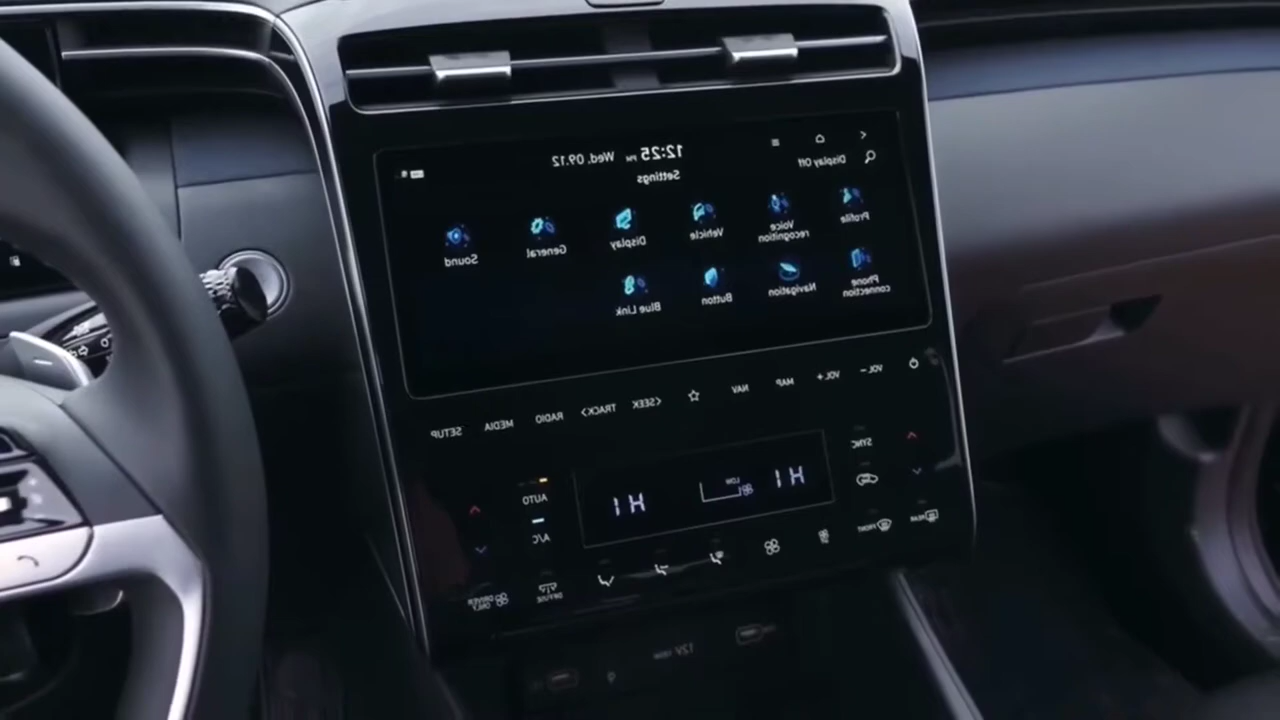 12:25 PM Wed. 09.12
Display Off
Settings
Profile
Voice recognition
Vehicle
Display
General
Sound
Phone connection
Navigation
Button
Blue Link
VOL - VOL + MAP NAV <SEEK TRACK> RADIO MEDIA SETUP
SYNC
HI LOW HI
AUTO
A/C
REAR FRONT
DIFFUSE
DRIVER ONLY
12V